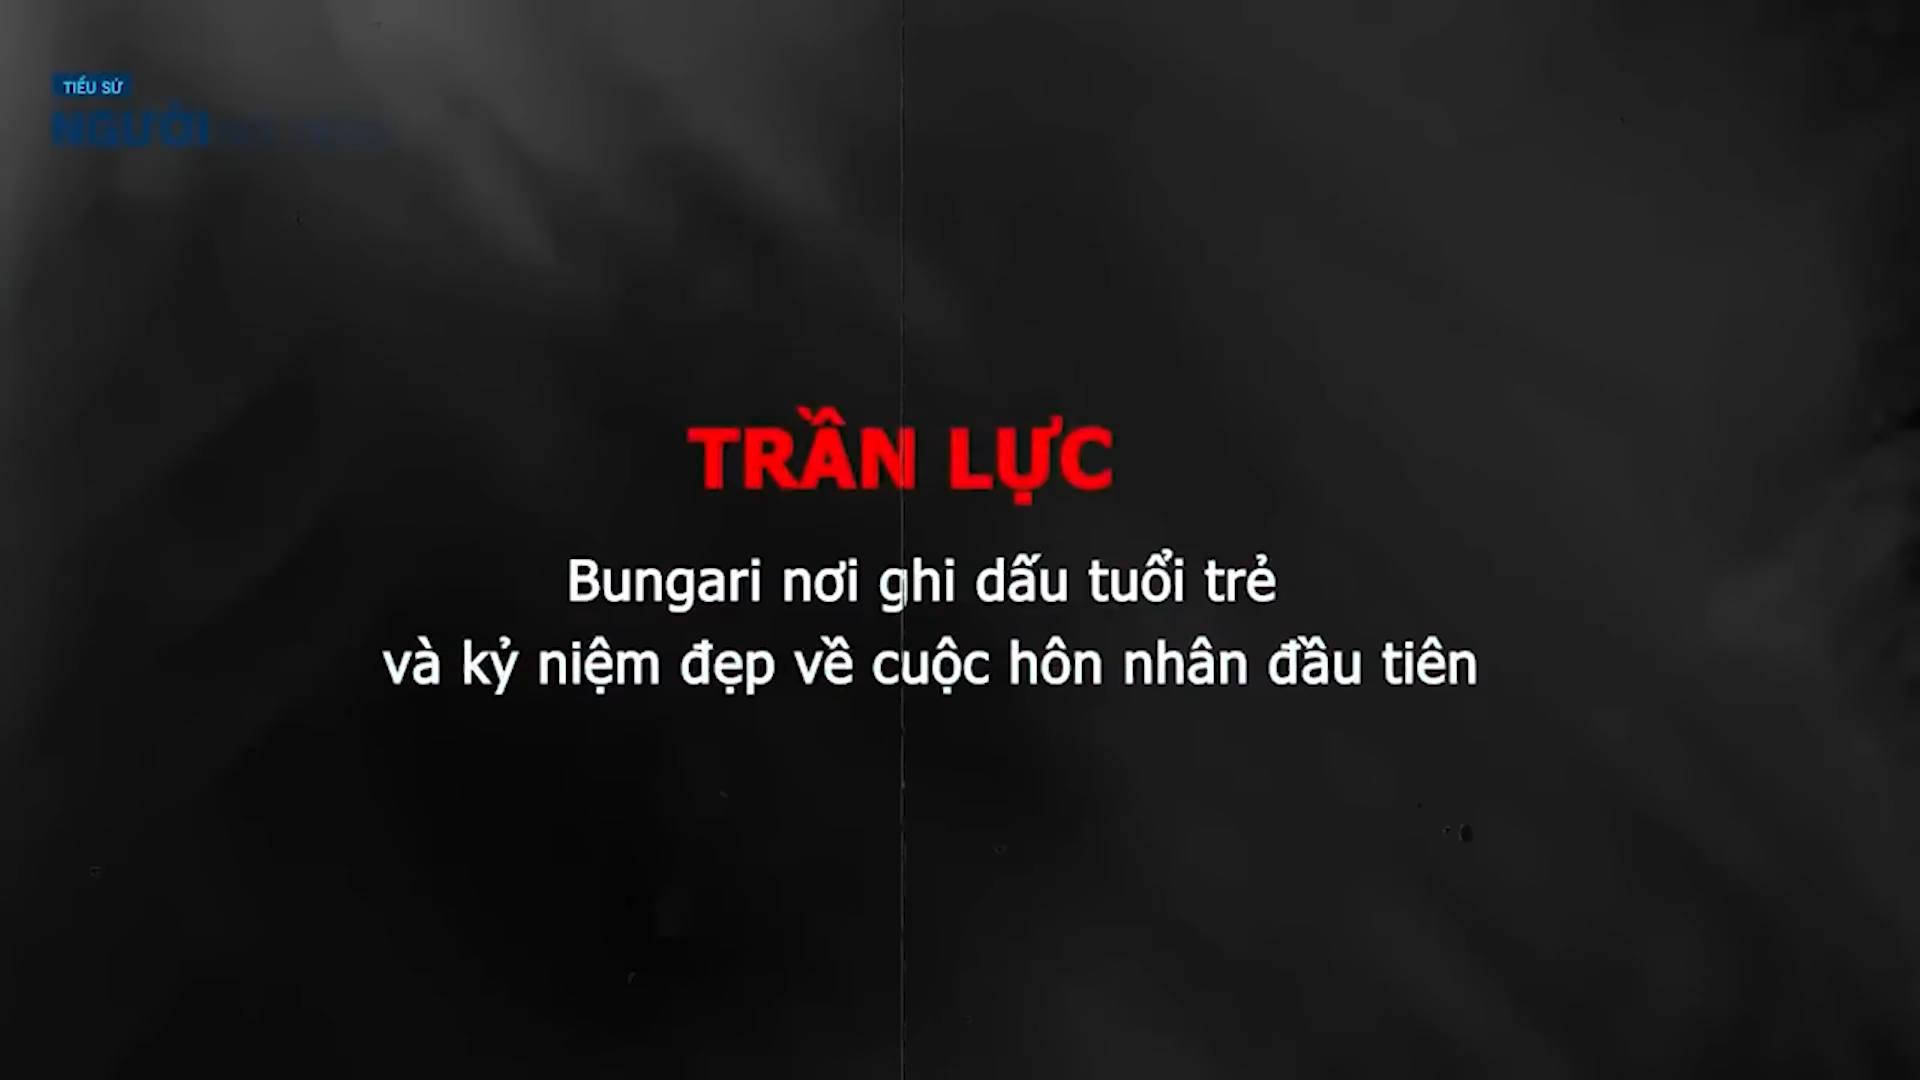 TIỂU SỬ
NGƯỜI
TRẦN LỰC
Bungari nơi ghi dấu tuổi trẻ
và kỷ niệm đẹp về cuộc hôn nhân đầu tiên